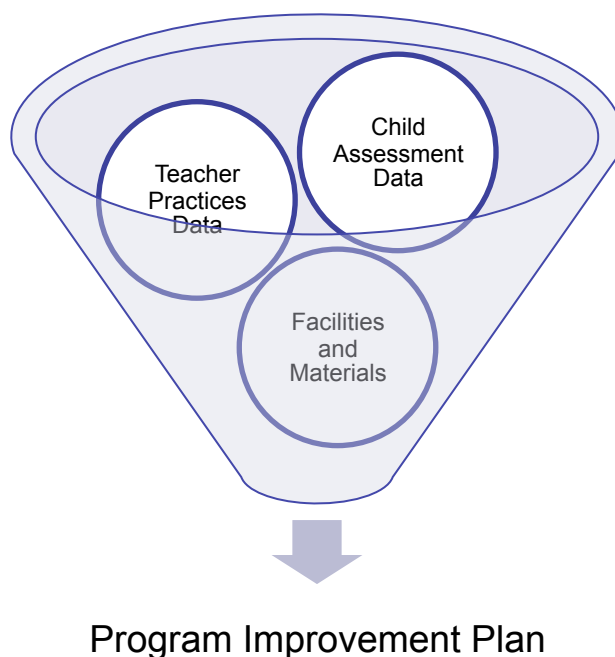 Teacher
Practices
Data
Child
Assessment
Data
Facilities
and
Materials
Program Improvement Plan